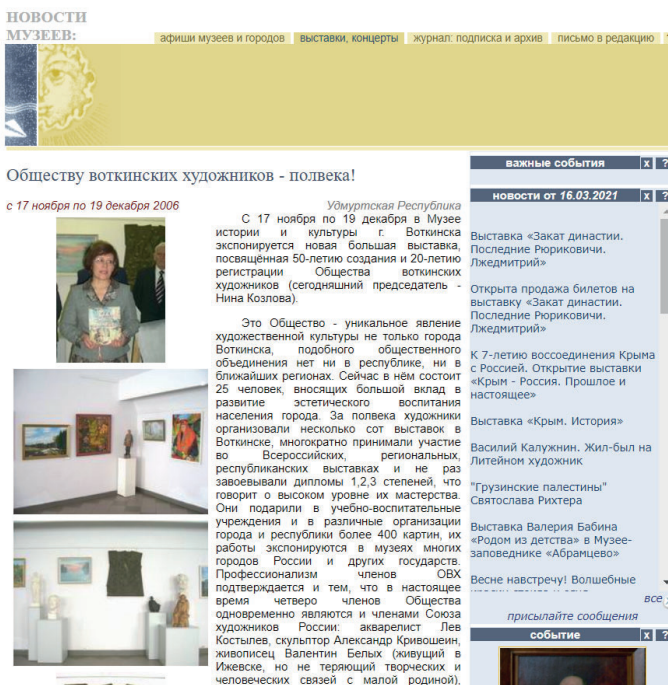 НОВОСТИ
МУЗЕЕВ:
афиши музеев и городов выставки, концерты журнал: подписка и архив письмо в редакцию
Обществу воткинских художников - полвека!
с 17 ноября по 19 декабря 2006
Удмуртская Республика
С 17 ноября по 19 декабря в Музее
истории и культуры г. Воткинска
экспонируется новая большая выставка,
посвящённая 50-летию создания и 20-летию
регистрации Общества воткинских
художников (сегодняшний председатель -
Нина Козлова).
Это Общество - уникальное явление
художественной культуры не только города
Воткинска, подобного общественного
объединения нет ни в республике, ни в
ближайших регионах. Сейчас в нём состоит
25 человек, вносящих большой вклад в
развитие эстетического воспитания
населения города. За полвека художники
организовали несколько сот выставок в
Воткинске, многократно принимали участие
во Всероссийских, региональных,
республиканских выставках и не раз
завоевывали дипломы 1,2,3 степеней, что
говорит о высоком уровне их мастерства.
Они подарили в учебно-воспитательные
учреждения и в различные организации
города и республики более 400 картин, их
работы экспонируются в музеях многих
городов России и других государств.
Профессионализм членов ОВХ
подтверждается и тем, что в настоящее
время четверо членов Общества
одновременно являются и членами Союза
художников России: акварелист Лев
Костылев, скульптор Александр Кривошеин,
живописец Валентин Белых (живущий в
Ижевске, но не теряющий творческих и
человеческих связей с малой родиной),
важные события x ?
новости от 16.03.2021 x ?
Выставка «Закат династии.
Последние Рюриковичи.
Лжедмитрий»
Открыта продажа билетов на
выставку «Закат династии.
Последние Рюриковичи.
Лжедмитрий»
К 7-летию воссоединения Крыма
с Россией. Открытие выставки
«Крым - Россия. Прошлое и
настоящее»
Выставка «Крым. История»
Василий Калужнин. Жил-был на
Литейном художник
"Грузинские палестины"
Святослава Рихтера
Выставка Валерия Бабина
«Родом из детства» в Музее-
заповеднике «Абрамцево»
Весне навстречу! Волшебные
все
присылайте сообщения
событие x ?